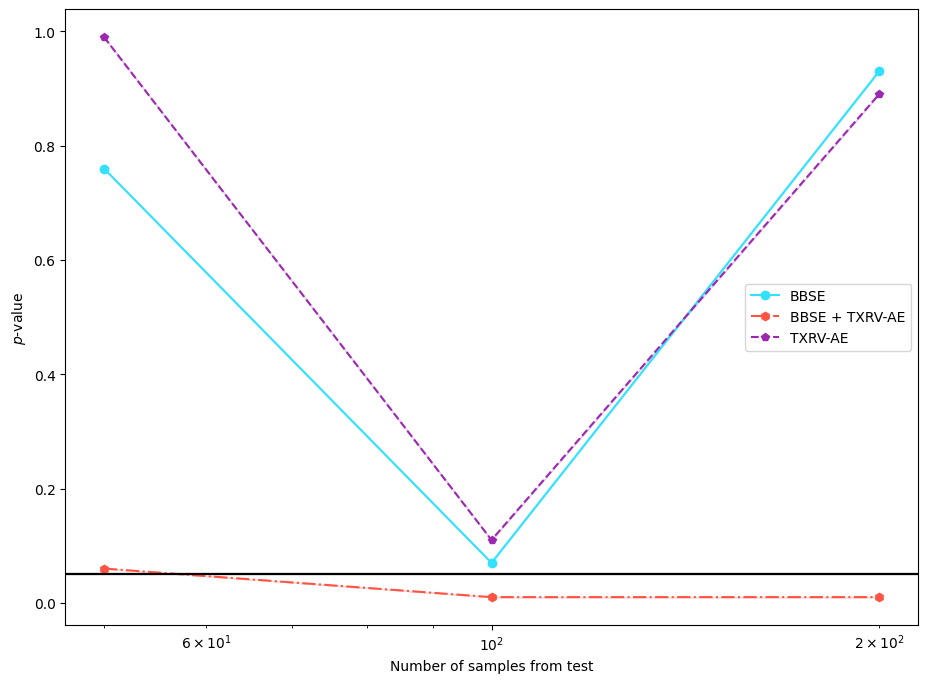 1.0
0.8
0.6
0.4
0.2
0.0
p-value
6 × 10¹
10²
2 × 10²
Number of samples from test
BBSE
BBSE + TXRV-AE
TXRV-AE